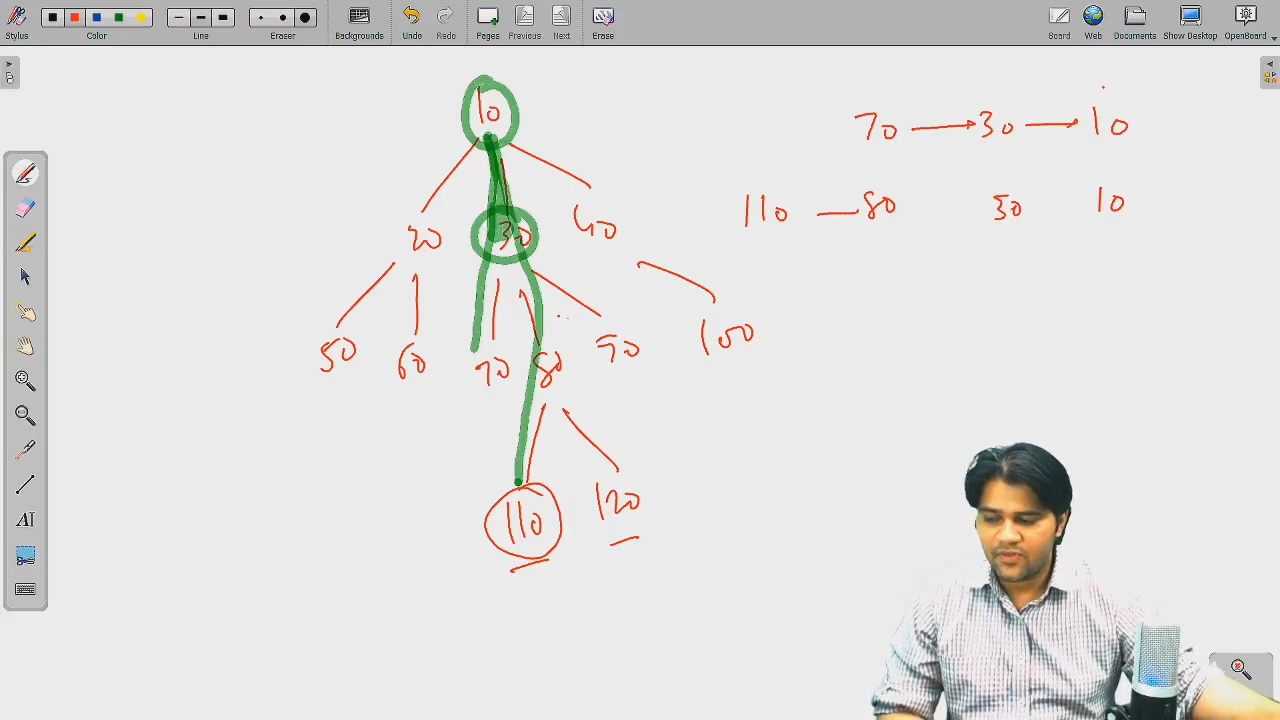 Stylus Color Line Eraser Backgrounds Undo Redo Pages Previous Next Erase Board Web Documents Show Desktop OpenBoard
10
70 → 30 → 10
110 — 80 30 10
20 30 40
50 60 70 80 90 100
110 120